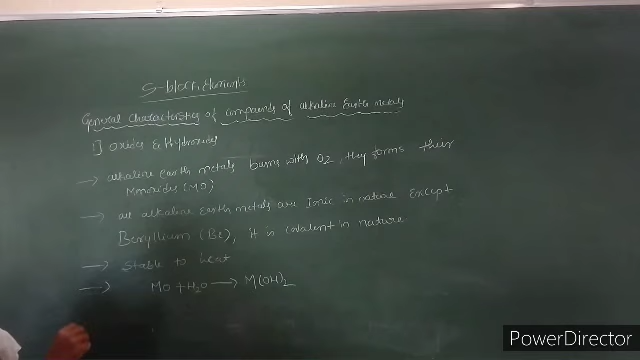 S-block Elements
General Characteristics of compounds of alkaline Earth metals
1] Oxides & Hydroxides
→ alkaline earth metals burns with O2, they forms their
Monoxides (MO)
→ all alkaline Earth metals are Ionic in nature Except
Beryllium (Be), it is covalent in nature
→ Stable to heat
→ MO + H2O → M(OH)2
PowerDirector